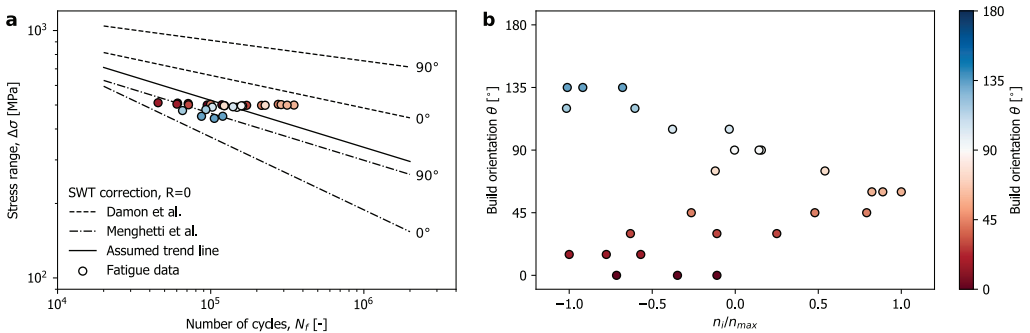 a
10³
10²
Stress range, Δσ [MPa]
90°
0°
90°
0°
SWT correction, R=0
Damon et al.
Menghetti et al.
Assumed trend line
Fatigue data
10⁴ 10⁵ 10⁶
Number of cycles, N_f [-]
b
180
135
90
45
0
Build orientation θ [°]
−1.0 −0.5 0.0 0.5 1.0
n_i/n_max
180
135
90
45
0
Build orientation θ [°]